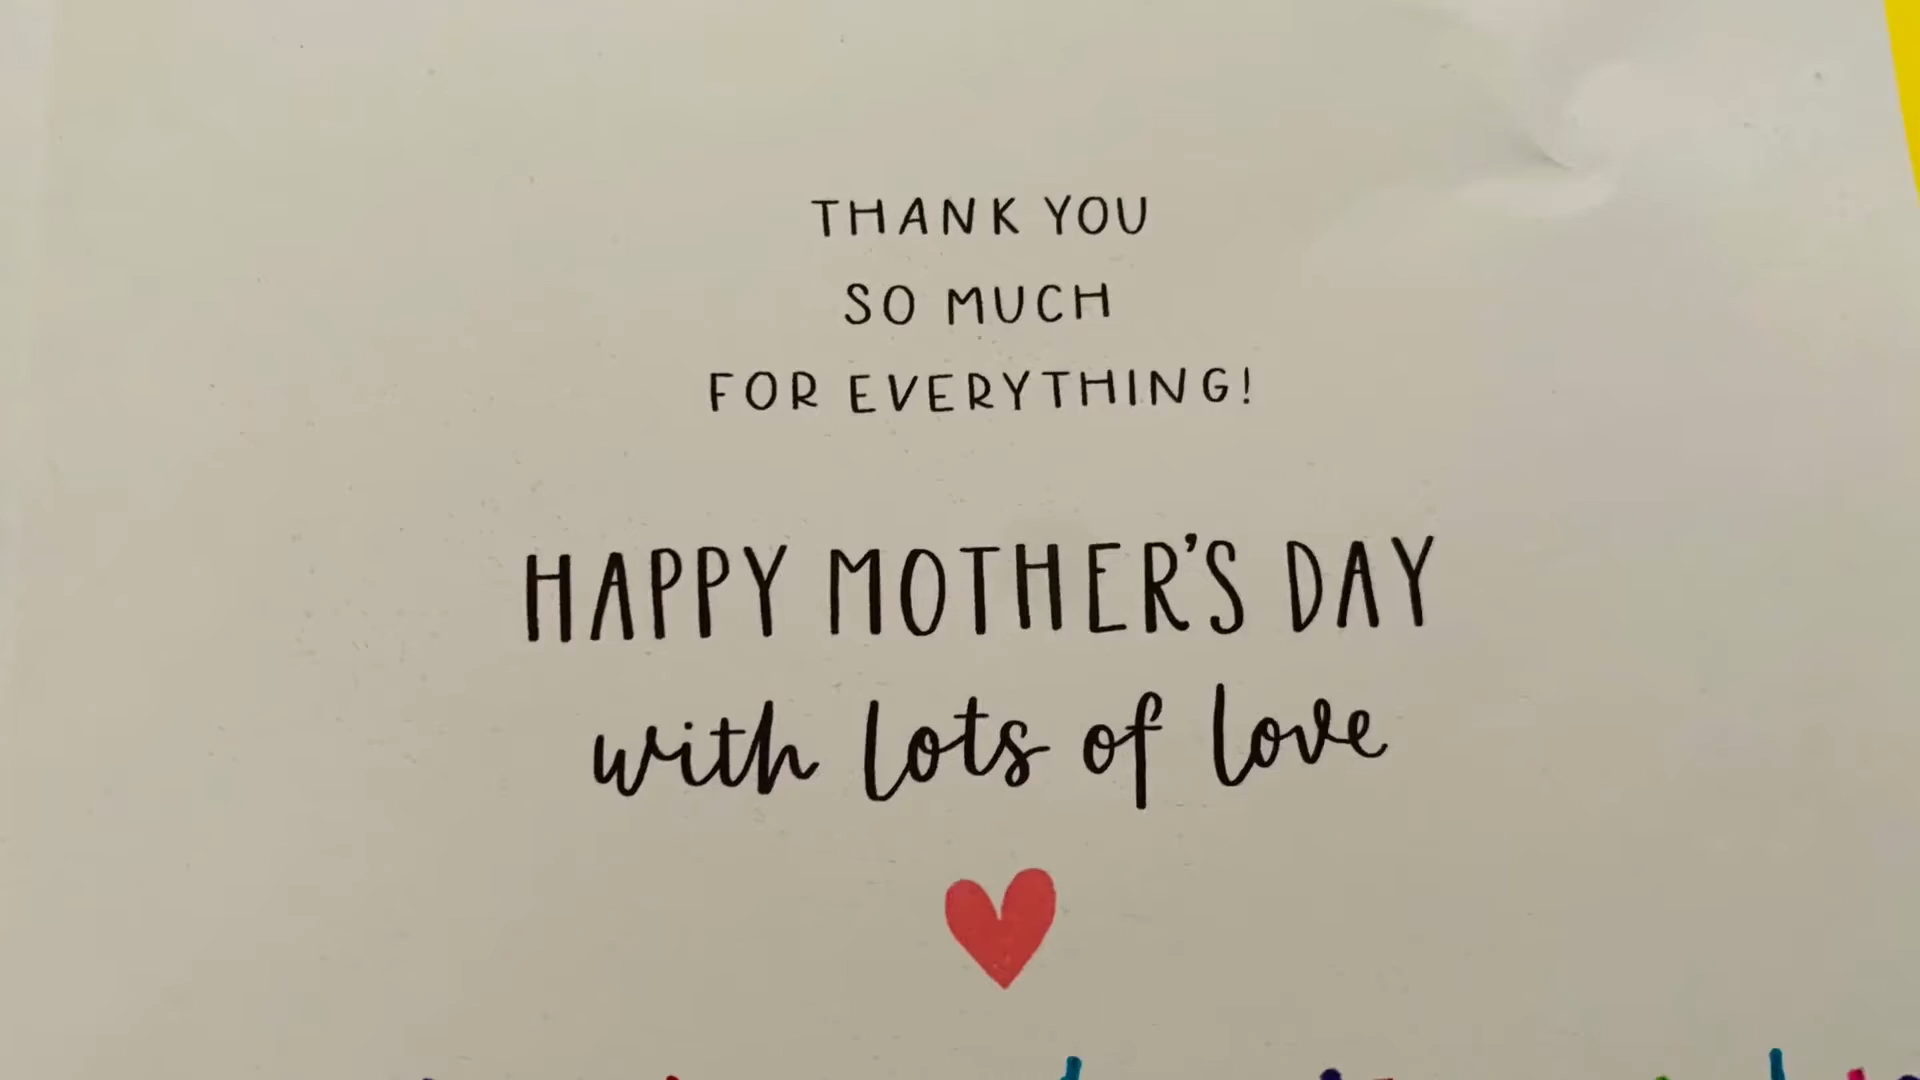 THANK YOU
SO MUCH
FOR EVERYTHING!
HAPPY MOTHER'S DAY
with lots of love